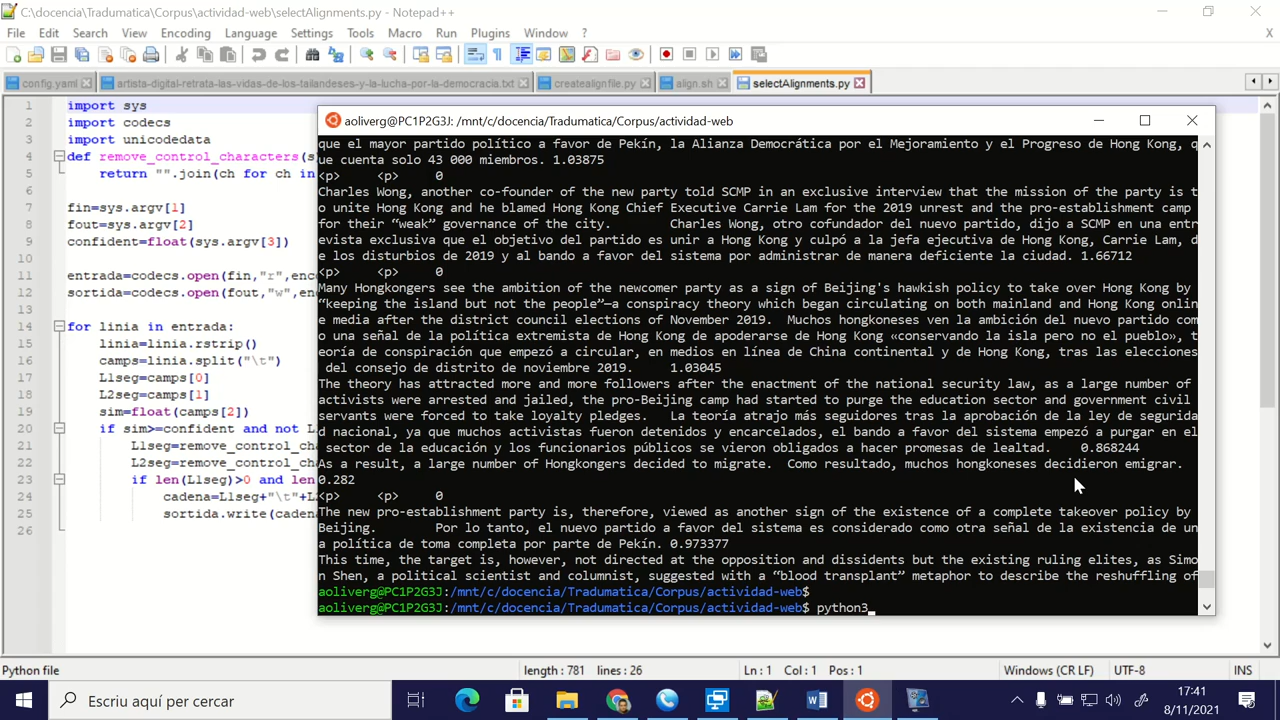 C:\docencia\Tradumatica\Corpus\actividad-web\selectAlignments.py - Notepad++
File Edit Search View Encoding Language Settings Tools Macro Run Plugins Window ?
X
config.yaml artista-digital-retrata-las-vidas-de-los-tailandeses-y-la-lucha-por-la-democracia.txt createalignfile.py align.sh selectAlignments.py
1 import sys
2 import codecs
3 import unicodedata
4 def remove_control_characters(s
5 return "".join(ch for ch in
6
7 fin=sys.argv[1]
8 fout=sys.argv[2]
9 confident=float(sys.argv[3])
10
11 entrada=codecs.open(fin,"r",enc
12 sortida=codecs.open(fout,"w",en
13
14 for linia in entrada:
15 linia=linia.rstrip()
16 camps=linia.split("\t")
17 L1seg=camps[0]
18 L2seg=camps[1]
19 sim=float(camps[2])
20 if sim>=confident and not L
21 L1seg=remove_control_cha
22 L2seg=remove_control_cha
23 if len(L1seg)>0 and len
24 cadena=L1seg+"\t"+L2
25 sortida.write(cadena
26
aoliverg@PC1P2G3J: /mnt/c/docencia/Tradumatica/Corpus/actividad-web
que el mayor partido político a favor de Pekín, la Alianza Democrática por el Mejoramiento y el Progreso de Hong Kong, q
ue cuenta solo 43 000 miembros. 1.03875
<p> <p> 0
Charles Wong, another co-founder of the new party told SCMP in an exclusive interview that the mission of the party is t
o unite Hong Kong and he blamed Hong Kong Chief Executive Carrie Lam for the 2019 unrest and the pro-establishment camp
for their “weak” governance of the city. Charles Wong, otro cofundador del nuevo partido, dijo a SCMP en una entr
evista exclusiva que el objetivo del partido es unir a Hong Kong y culpó a la jefa ejecutiva de Hong Kong, Carrie Lam, d
e los disturbios de 2019 y al bando a favor del sistema por administrar de manera deficiente la ciudad. 1.66712
<p> <p> 0
Many Hongkongers see the ambition of the newcomer party as a sign of Beijing's hawkish policy to take over Hong Kong by
“keeping the island but not the people”—a conspiracy theory which began circulating on both mainland and Hong Kong onlin
e media after the district council elections of November 2019. Muchos hongkoneses ven la ambición del nuevo partido com
o una señal de la política extremista de Hong Kong de apoderarse de Hong Kong «conservando la isla pero no el pueblo», t
eoría de conspiración que empezó a circular, en medios en línea de China continental y de Hong Kong, tras las elecciones
del consejo de distrito de noviembre 2019. 1.03045
The theory has attracted more and more followers after the enactment of the national security law, as a large number of
activists were arrested and jailed, the pro-Beijing camp had started to purge the education sector and government civil
servants were forced to take loyalty pledges. La teoría atrajo más seguidores tras la aprobación de la ley de segurida
d nacional, ya que muchos activistas fueron detenidos y encarcelados, el bando a favor del sistema empezó a purgar en el
sector de la educación y los funcionarios públicos se vieron obligados a hacer promesas de lealtad. 0.868244
As a result, a large number of Hongkongers decided to migrate. Como resultado, muchos hongkoneses decidieron emigrar.
0.282
<p> <p> 0
The new pro-establishment party is, therefore, viewed as another sign of the existence of a complete takeover policy by
Beijing. Por lo tanto, el nuevo partido a favor del sistema es considerado como otra señal de la existencia de un
a política de toma completa por parte de Pekín. 0.973377
This time, the target is, however, not directed at the opposition and dissidents but the existing ruling elites, as Simo
n Shen, a political scientist and columnist, suggested with a “blood transplant” metaphor to describe the reshuffling of
aoliverg@PC1P2G3J:/mnt/c/docencia/Tradumatica/Corpus/actividad-web$
aoliverg@PC1P2G3J:/mnt/c/docencia/Tradumatica/Corpus/actividad-web$ python3
Python file length : 781 lines : 26 Ln : 1 Col : 1 Pos : 1 Windows (CR LF) UTF-8 INS
Escriu aquí per cercar
17:41
8/11/2021